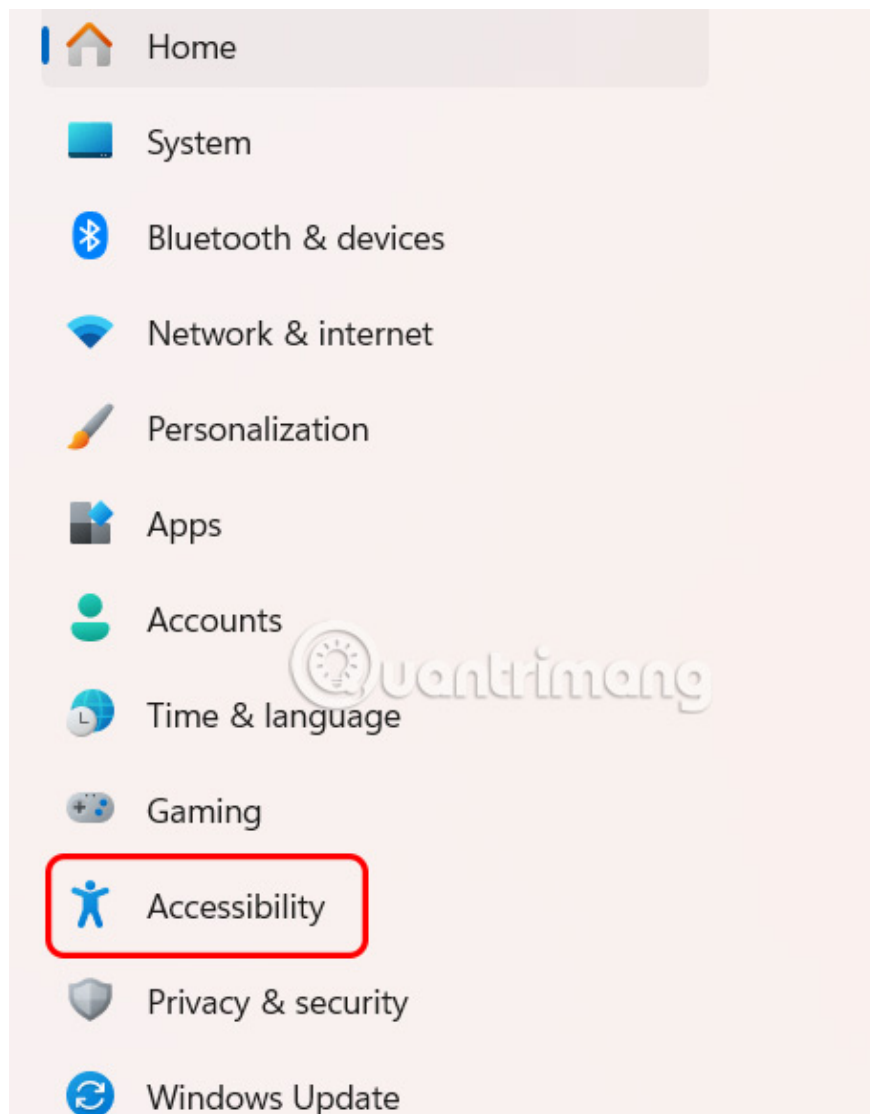 Home
System
Bluetooth & devices
Network & internet
Personalization
Apps
Accounts
Quantrimang
Time & language
Gaming
Accessibility
Privacy & security
Windows Update